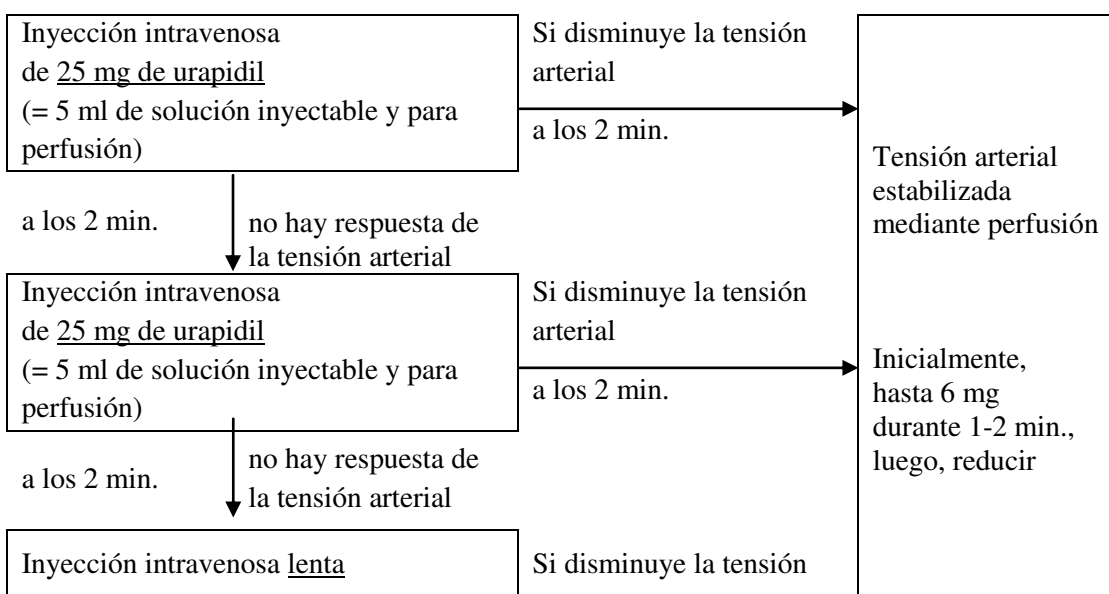 Inyección intravenosa
de 25 mg de urapidil
(= 5 ml de solución inyectable y para
perfusión)
Si disminuye la tensión
arterial
a los 2 min.
a los 2 min.
no hay respuesta de
la tensión arterial
Inyección intravenosa
de 25 mg de urapidil
(= 5 ml de solución inyectable y para
perfusión)
Si disminuye la tensión
arterial
a los 2 min.
a los 2 min.
no hay respuesta de
la tensión arterial
Inyección intravenosa lenta
Si disminuye la tensión
Tensión arterial
estabilizada
mediante perfusión
Inicialmente,
hasta 6 mg
durante 1-2 min.,
luego, reducir